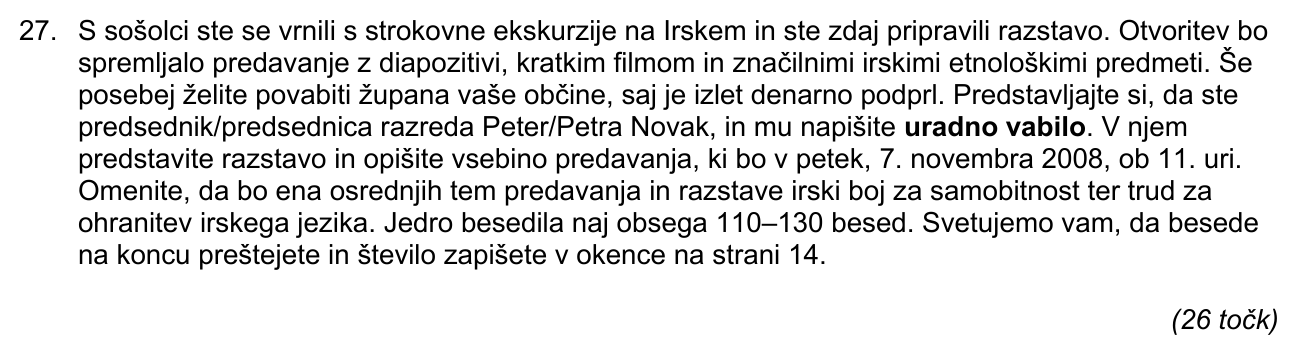 27. S sošolci ste se vrnili s strokovne ekskurzije na Irskem in ste zdaj pripravili razstavo. Otvoritev bo
spremljalo predavanje z diapozitivi, kratkim filmom in značilnimi irskimi etnološkimi predmeti. Še
posebej želite povabiti župana vaše občine, saj je izlet denarno podprl. Predstavljajte si, da ste
predsednik/predsednica razreda Peter/Petra Novak, in mu napišite uradno vabilo. V njem
predstavite razstavo in opišite vsebino predavanja, ki bo v petek, 7. novembra 2008, ob 11. uri.
Omenite, da bo ena osrednjih tem predavanja in razstave irski boj za samobitnost ter trud za
ohranitev irskega jezika. Jedro besedila naj obsega 110–130 besed. Svetujemo vam, da besede
na koncu preštejete in število zapišete v okence na strani 14.
(26 točk)